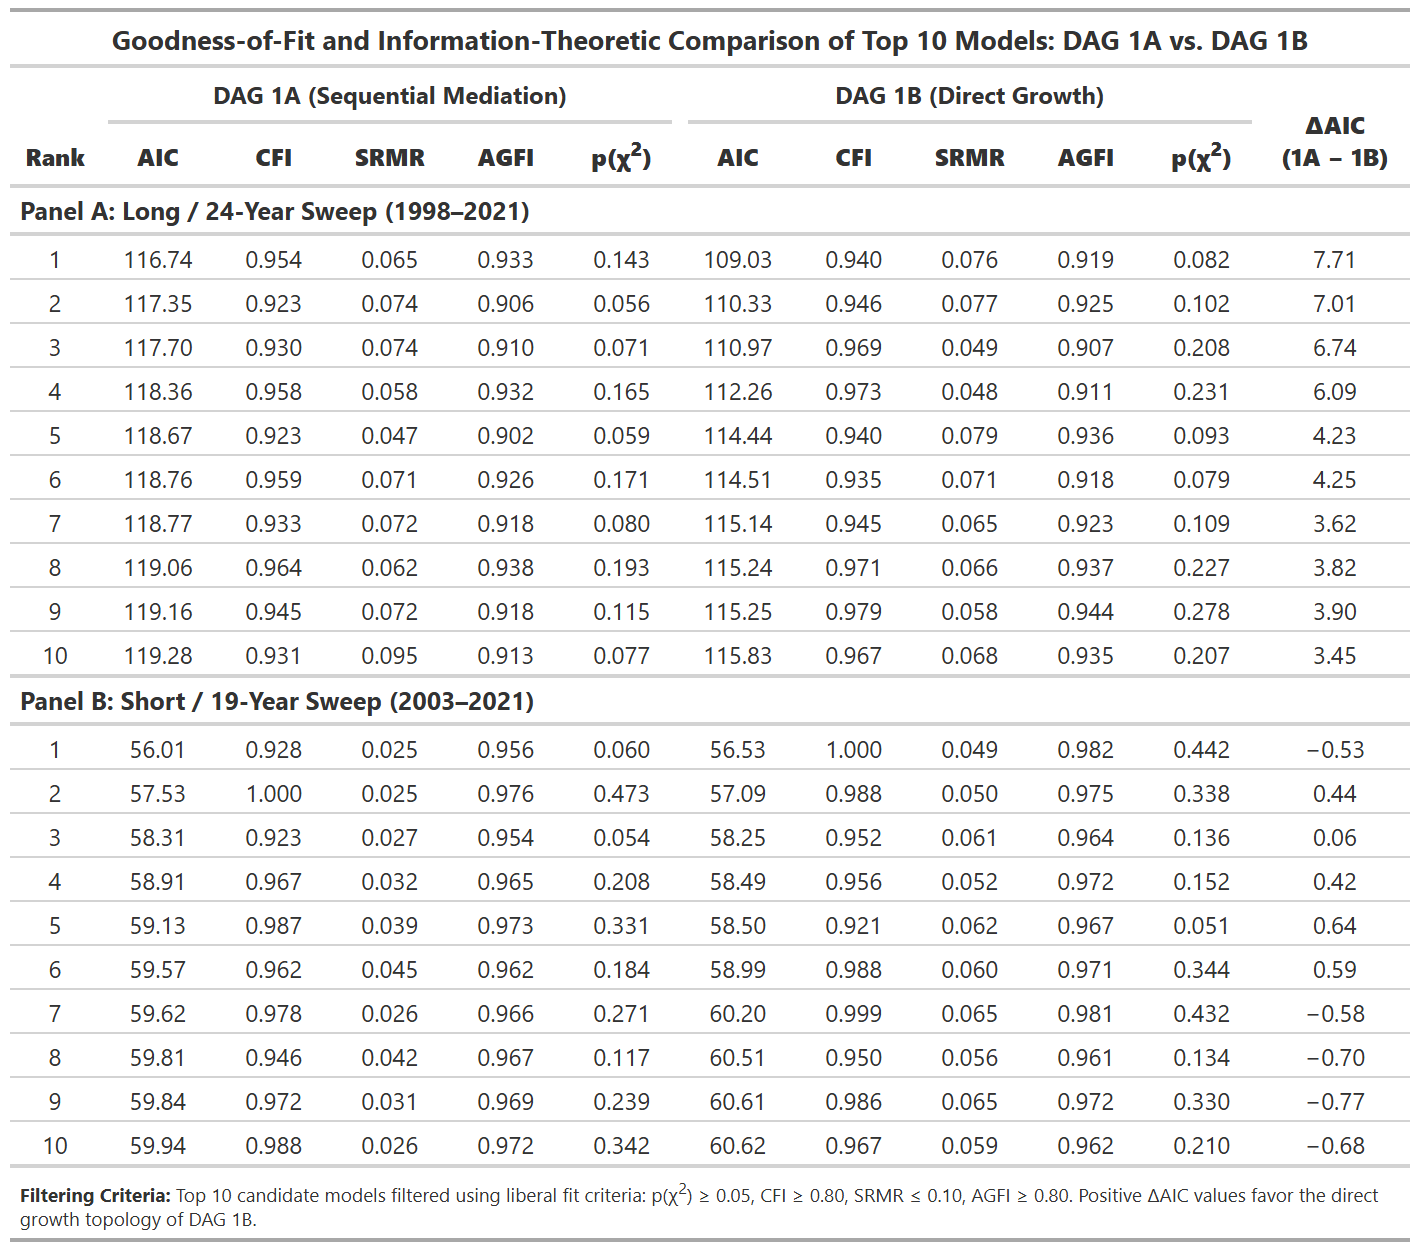 Goodness-of-Fit and Information-Theoretic Comparison of Top 10 Models: DAG 1A vs. DAG 1B
DAG 1A (Sequential Mediation) DAG 1B (Direct Growth) ΔAIC
Rank AIC CFI SRMR AGFI p(χ²) AIC CFI SRMR AGFI p(χ²) (1A − 1B)
Panel A: Long / 24-Year Sweep (1998–2021)
1 116.74 0.954 0.065 0.933 0.143 109.03 0.940 0.076 0.919 0.082 7.71
2 117.35 0.923 0.074 0.906 0.056 110.33 0.946 0.077 0.925 0.102 7.01
3 117.70 0.930 0.074 0.910 0.071 110.97 0.969 0.049 0.907 0.208 6.74
4 118.36 0.958 0.058 0.932 0.165 112.26 0.973 0.048 0.911 0.231 6.09
5 118.67 0.923 0.047 0.902 0.059 114.44 0.940 0.079 0.936 0.093 4.23
6 118.76 0.959 0.071 0.926 0.171 114.51 0.935 0.071 0.918 0.079 4.25
7 118.77 0.933 0.072 0.918 0.080 115.14 0.945 0.065 0.923 0.109 3.62
8 119.06 0.964 0.062 0.938 0.193 115.24 0.971 0.066 0.937 0.227 3.82
9 119.16 0.945 0.072 0.918 0.115 115.25 0.979 0.058 0.944 0.278 3.90
10 119.28 0.931 0.095 0.913 0.077 115.83 0.967 0.068 0.935 0.207 3.45
Panel B: Short / 19-Year Sweep (2003–2021)
1 56.01 0.928 0.025 0.956 0.060 56.53 1.000 0.049 0.982 0.442 −0.53
2 57.53 1.000 0.025 0.976 0.473 57.09 0.988 0.050 0.975 0.338 0.44
3 58.31 0.923 0.027 0.954 0.054 58.25 0.952 0.061 0.964 0.136 0.06
4 58.91 0.967 0.032 0.965 0.208 58.49 0.956 0.052 0.972 0.152 0.42
5 59.13 0.987 0.039 0.973 0.331 58.50 0.921 0.062 0.967 0.051 0.64
6 59.57 0.962 0.045 0.962 0.184 58.99 0.988 0.060 0.971 0.344 0.59
7 59.62 0.978 0.026 0.966 0.271 60.20 0.999 0.065 0.981 0.432 −0.58
8 59.81 0.946 0.042 0.967 0.117 60.51 0.950 0.056 0.961 0.134 −0.70
9 59.84 0.972 0.031 0.969 0.239 60.61 0.986 0.065 0.972 0.330 −0.77
10 59.94 0.988 0.026 0.972 0.342 60.62 0.967 0.059 0.962 0.210 −0.68
Filtering Criteria: Top 10 candidate models filtered using liberal fit criteria: p(χ²) ≥ 0.05, CFI ≥ 0.80, SRMR ≤ 0.10, AGFI ≥ 0.80. Positive ΔAIC values favor the direct
growth topology of DAG 1B.